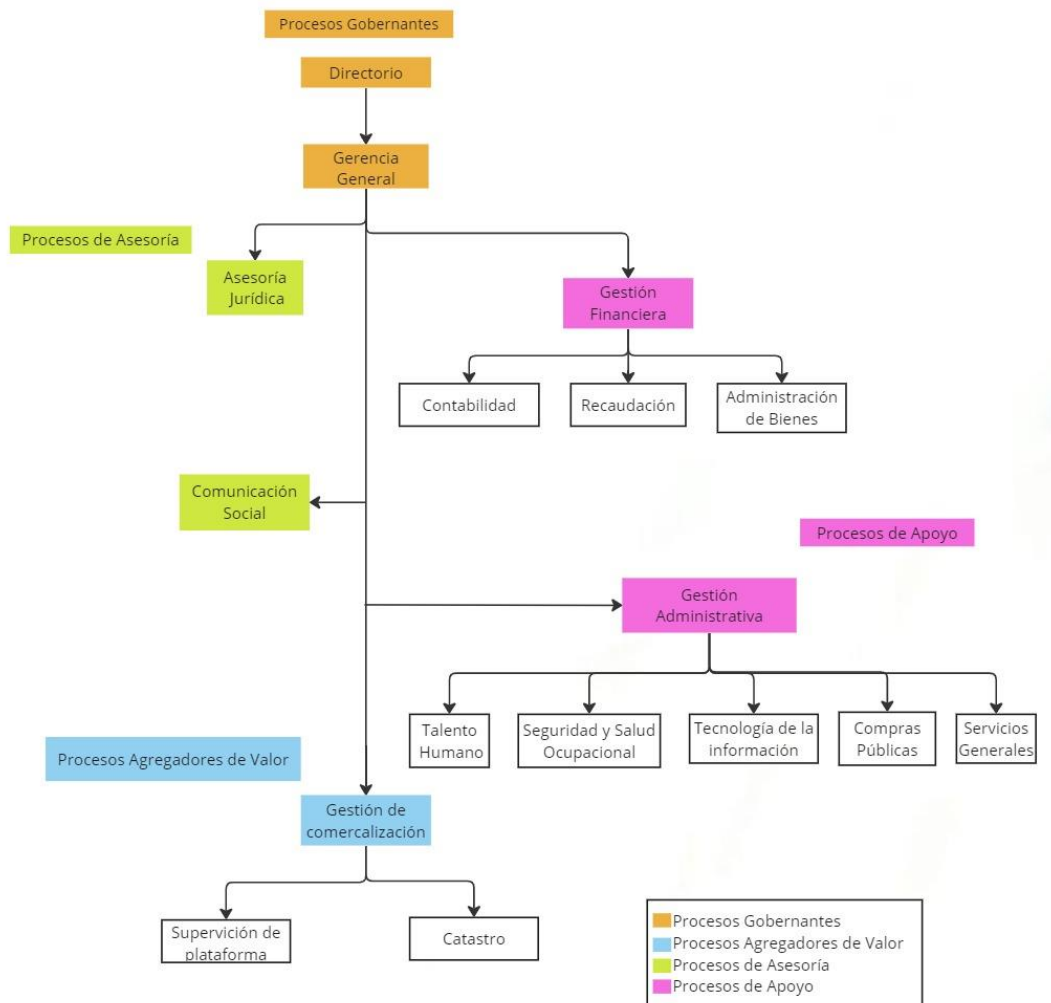 Procesos Gobernantes
Directorio
Gerencia
General
Procesos de Asesoría
Asesoría
Jurídica
Gestión
Financiera
Contabilidad
Recaudación
Administración
de Bienes
Comunicación
Social
Procesos de Apoyo
Gestión
Administrativa
Talento
Humano
Seguridad y Salud
Ocupacional
Tecnología de la
información
Compras
Públicas
Servicios
Generales
Procesos Agregadores de Valor
Gestión de
comercalización
Supervición de
plataforma
Catastro
Procesos Gobernantes
Procesos Agregadores de Valor
Procesos de Asesoría
Procesos de Apoyo